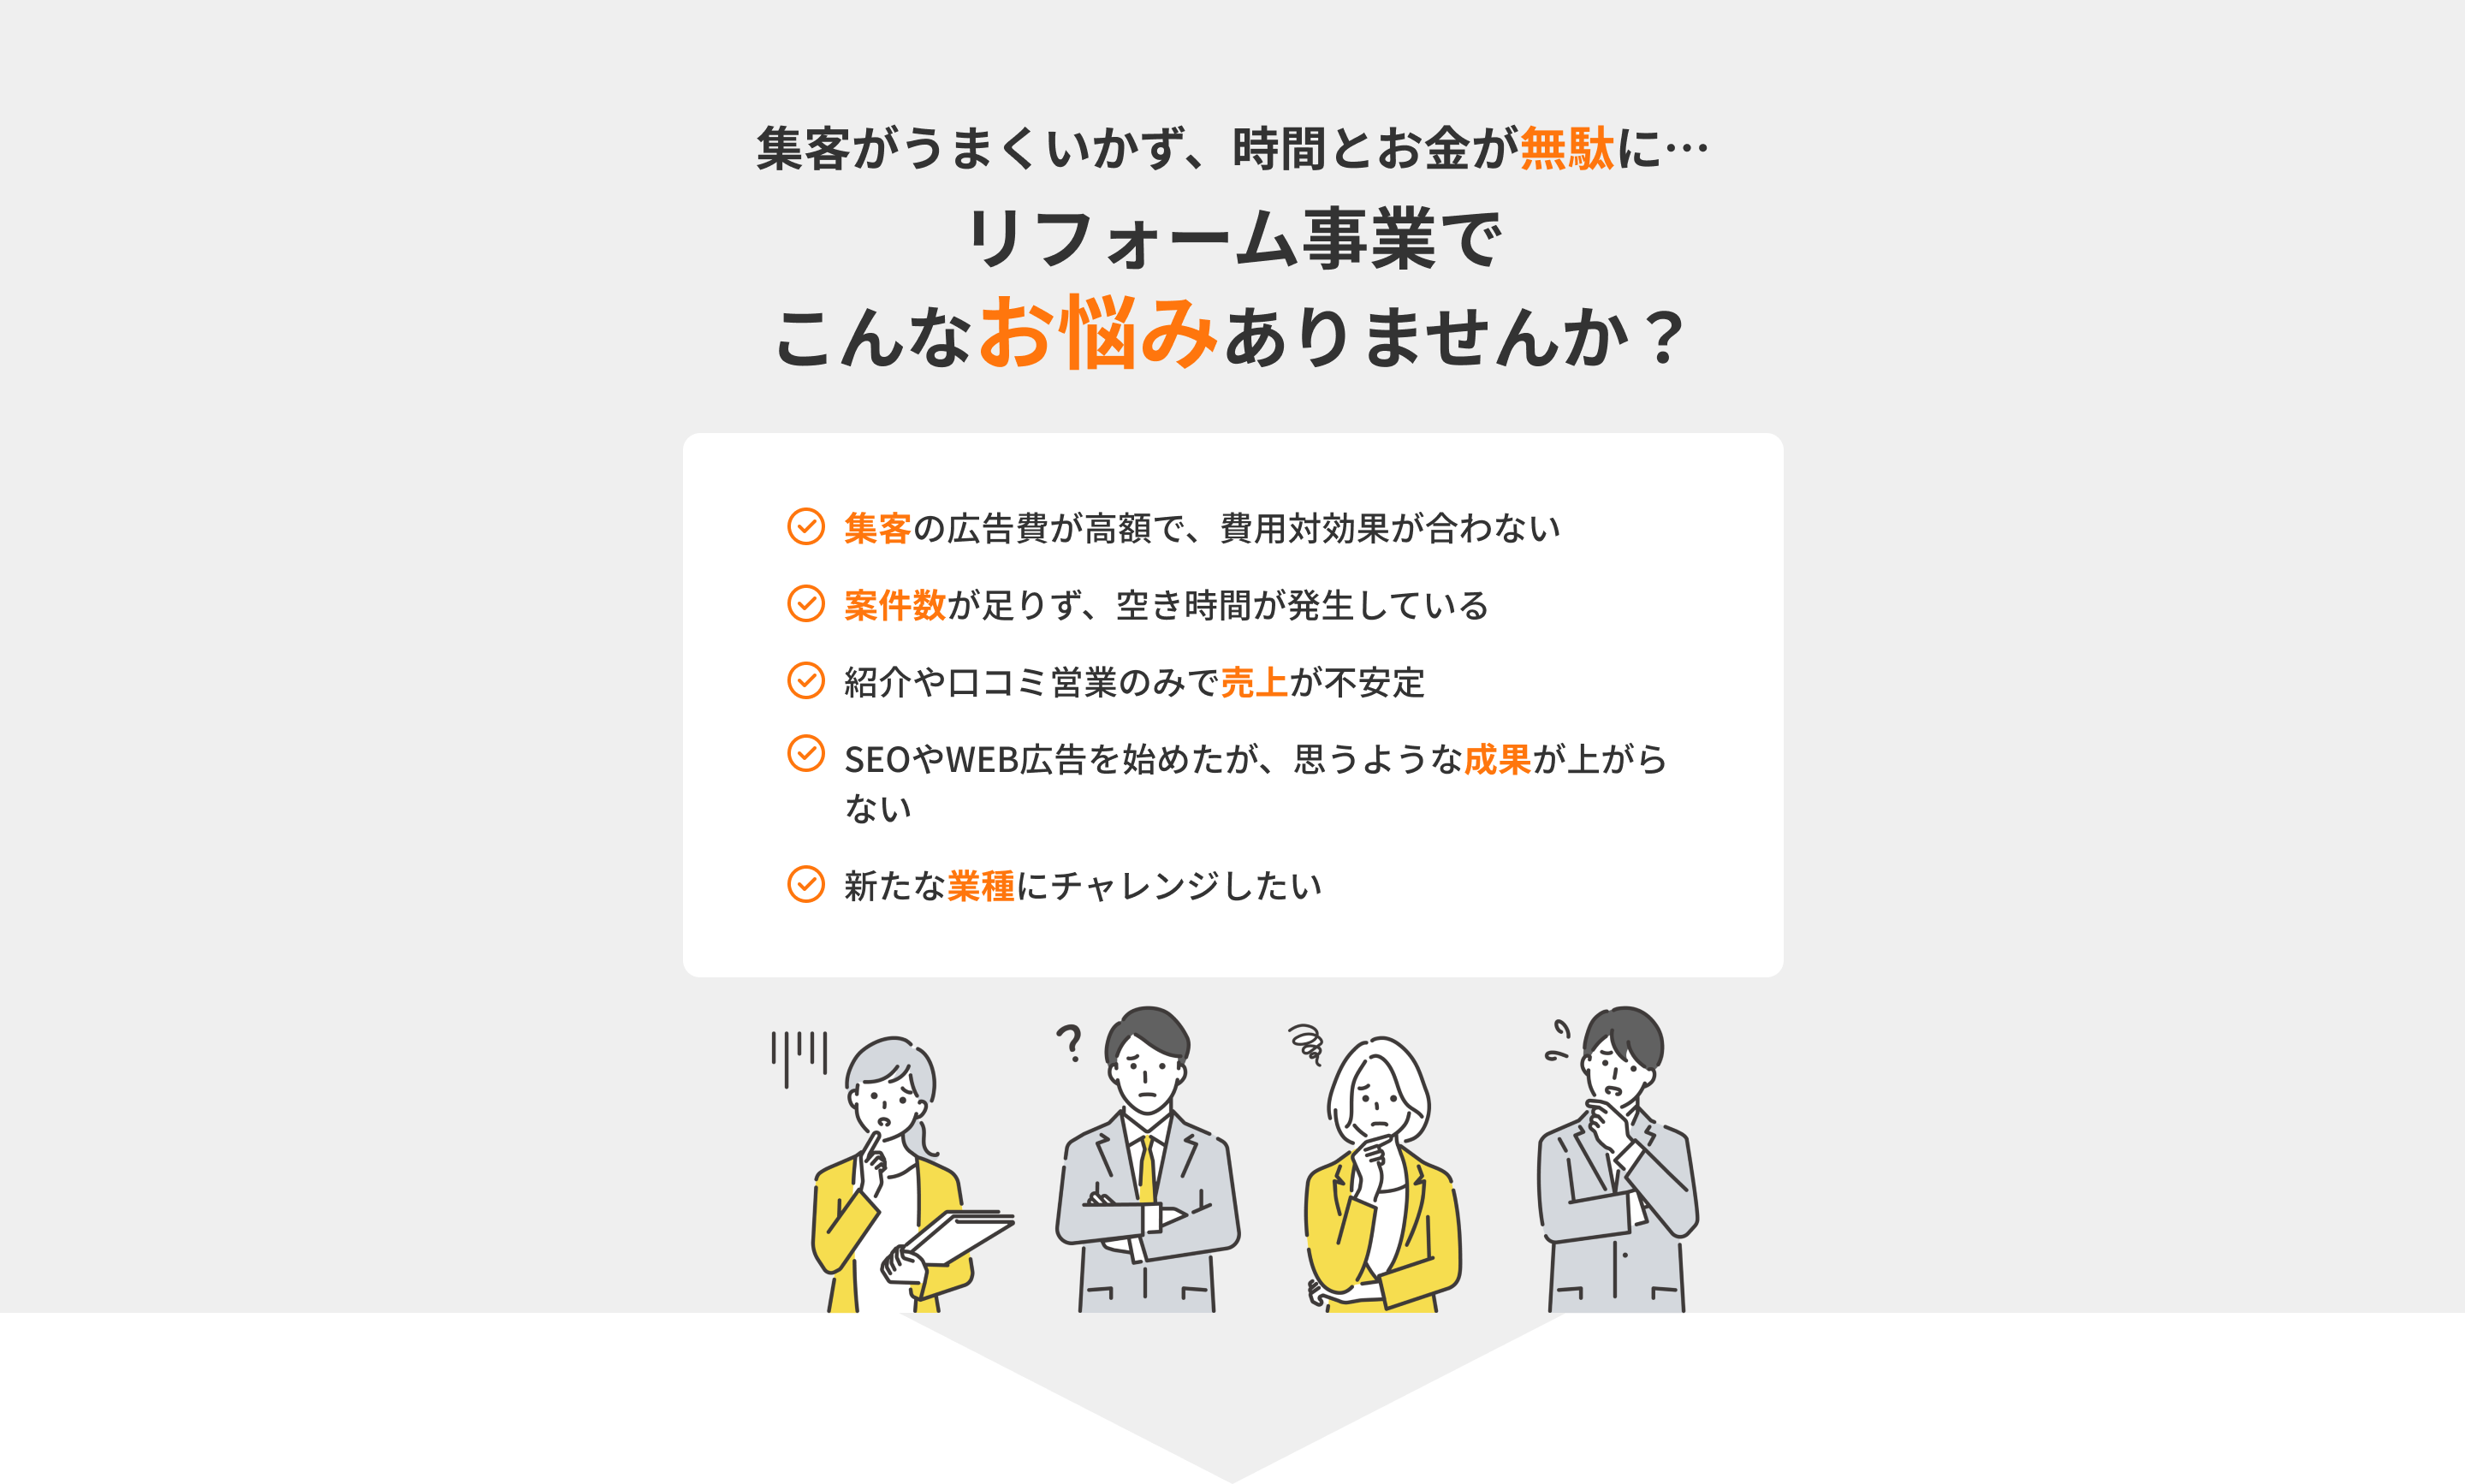 集客がうまくいかず、時間とお金が無駄に…
リフォーム事業で
こんなお悩みありませんか？
集客の広告費が高額で、費用対効果が合わない
案件数が足りず、空き時間が発生している
紹介や口コミ営業のみで売上が不安定
SEOやWEB広告を始めたが、思うような成果が上がら
ない
新たな業種にチャレンジしたい
?